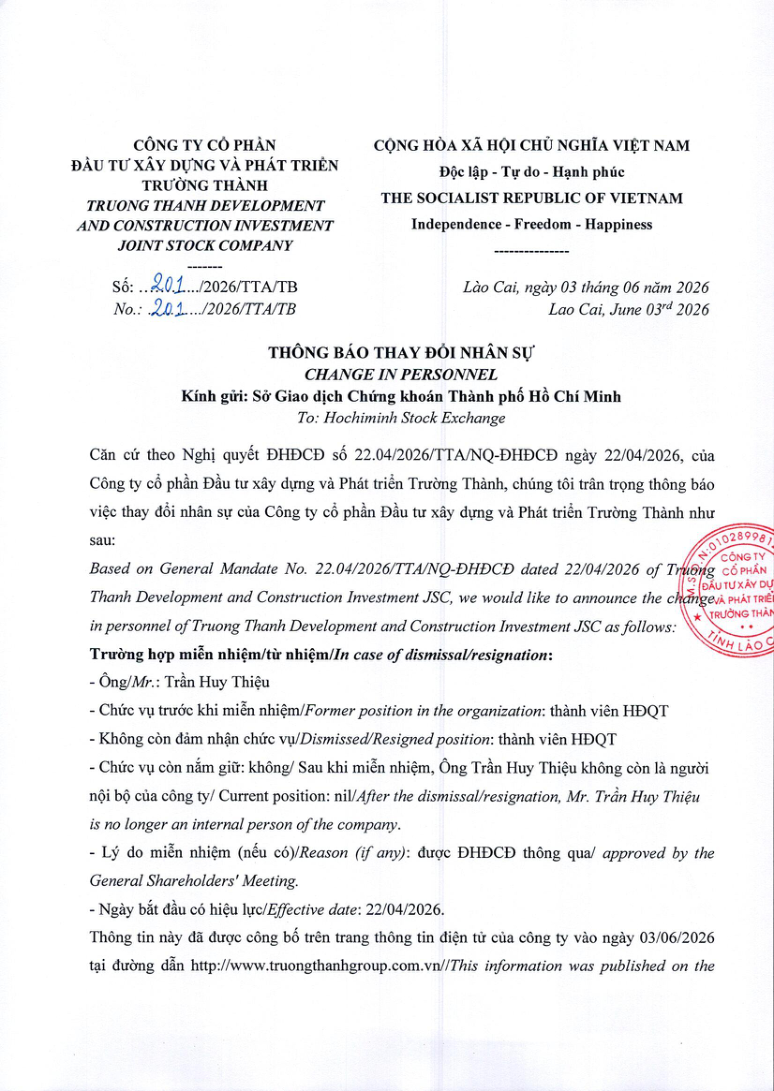 CÔNG TY CỔ PHẦN
ĐẦU TƯ XÂY DỰNG VÀ PHÁT TRIỂN
TRƯỜNG THÀNH
TRUONG THANH DEVELOPMENT
AND CONSTRUCTION INVESTMENT
JOINT STOCK COMPANY
-------
Số: ..201.../2026/TTA/TB
No.: .201..../2026/TTA/TB
CỘNG HÒA XÃ HỘI CHỦ NGHĨA VIỆT NAM
Độc lập - Tự do - Hạnh phúc
THE SOCIALIST REPUBLIC OF VIETNAM
Independence - Freedom - Happiness
---------------
Lào Cai, ngày 03 tháng 06 năm 2026
Lao Cai, June 03rd 2026
THÔNG BÁO THAY ĐỔI NHÂN SỰ
CHANGE IN PERSONNEL
Kính gửi: Sở Giao dịch Chứng khoán Thành phố Hồ Chí Minh
To: Hochiminh Stock Exchange
Căn cứ theo Nghị quyết ĐHĐCĐ số 22.04/2026/TTA/NQ-ĐHĐCĐ ngày 22/04/2026, của
Công ty cổ phần Đầu tư xây dựng và Phát triển Trường Thành, chúng tôi trân trọng thông báo
việc thay đổi nhân sự của Công ty cổ phần Đầu tư xây dựng và Phát triển Trường Thành như
sau:
Based on General Mandate No. 22.04/2026/TTA/NQ-ĐHĐCĐ dated 22/04/2026 of Truong
Thanh Development and Construction Investment JSC, we would like to announce the change
in personnel of Truong Thanh Development and Construction Investment JSC as follows:
Trường hợp miễn nhiệm/từ nhiệm/In case of dismissal/resignation:
- Ông/Mr.: Trần Huy Thiệu
- Chức vụ trước khi miễn nhiệm/Former position in the organization: thành viên HĐQT
- Không còn đảm nhận chức vụ/Dismissed/Resigned position: thành viên HĐQT
- Chức vụ còn nắm giữ: không/ Sau khi miễn nhiệm, Ông Trần Huy Thiệu không còn là người
nội bộ của công ty/ Current position: nil/After the dismissal/resignation, Mr. Trần Huy Thiệu
is no longer an internal person of the company.
- Lý do miễn nhiệm (nếu có)/Reason (if any): được ĐHĐCĐ thông qua/ approved by the
General Shareholders' Meeting.
- Ngày bắt đầu có hiệu lực/Effective date: 22/04/2026.
Thông tin này đã được công bố trên trang thông tin điện tử của công ty vào ngày 03/06/2026
tại đường dẫn http://www.truongthanhgroup.com.vn//This information was published on the
CÔNG TY
CỔ PHẦN
ĐẦU TƯ XÂY
VÀ PHÁT
TRƯỜNG
TỈNH LÀO